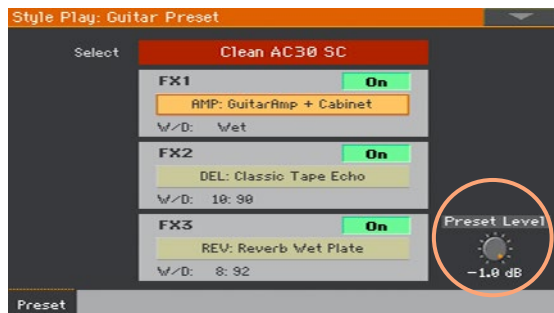 Style Play: Guitar Preset
Select Clean AC30 SC
FX1 On
AMP: GuitarAmp + Cabinet
W/D: Wet
FX2 On
DEL: Classic Tape Echo
W/D: 10:90
FX3 On
REV: Reverb Wet Plate
W/D: 8:92
Preset Level
-1.0 dB
Preset